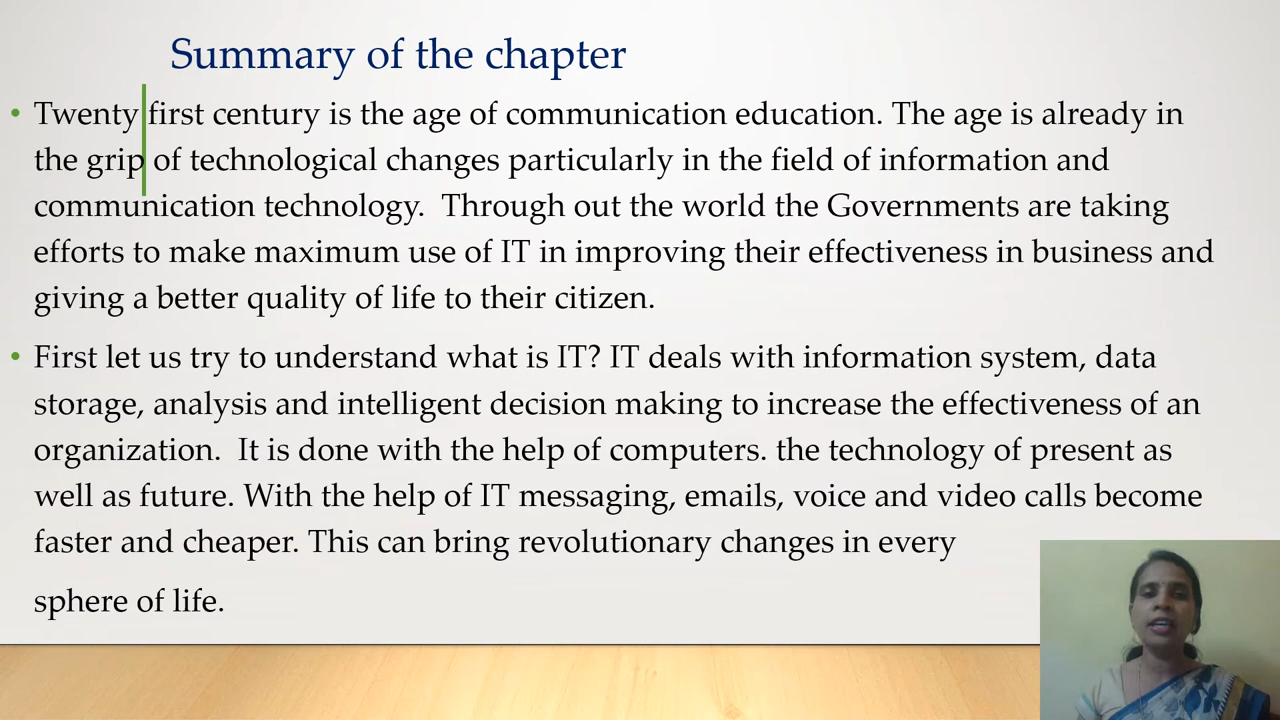 Summary of the chapter
• Twenty first century is the age of communication education. The age is already in
the grip of technological changes particularly in the field of information and
communication technology.  Through out the world the Governments are taking
efforts to make maximum use of IT in improving their effectiveness in business and
giving a better quality of life to their citizen.
• First let us try to understand what is IT? IT deals with information system, data
storage, analysis and intelligent decision making to increase the effectiveness of an
organization.  It is done with the help of computers. the technology of present as
well as future. With the help of IT messaging, emails, voice and video calls become
faster and cheaper. This can bring revolutionary changes in every
sphere of life.